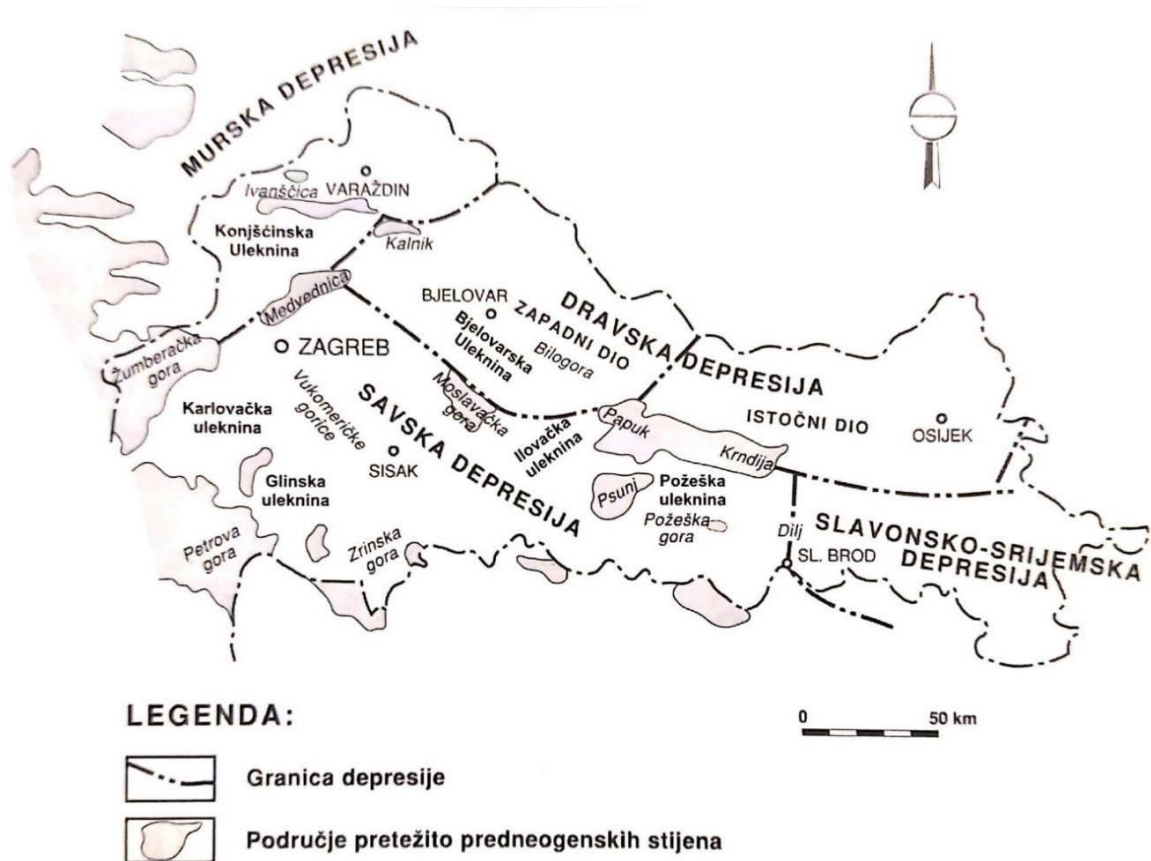 MURSKA DEPRESIJA
Ivanščica
VARAŽDIN
Konjšćinska
Uleknina
Kalnik
Medvednica
BJELOVAR
DRAVSKA DEPRESIJA
ZAPADNI DIO
Bjelovarska
Uleknina
Bilogora
ZAGREB
Žumberačka
gora
Vukomeričke
gorice
SAVSKA DEPRESIJA
Moslavačka
gora
Karlovačka
uleknina
ISTOČNI DIO
OSIJEK
Papuk
Krndija
Ilovačka
uleknina
SISAK
Glinska
uleknina
Psunj
Požeška
uleknina
Požeška
gora
Petrova
gora
Zrinska
gora
Dilj
SL. BROD
SLAVONSKO-SRIJEMSKA
DEPRESIJA
LEGENDA:
0 50 km
Granica depresije
Područje pretežito predneogenskih stijena